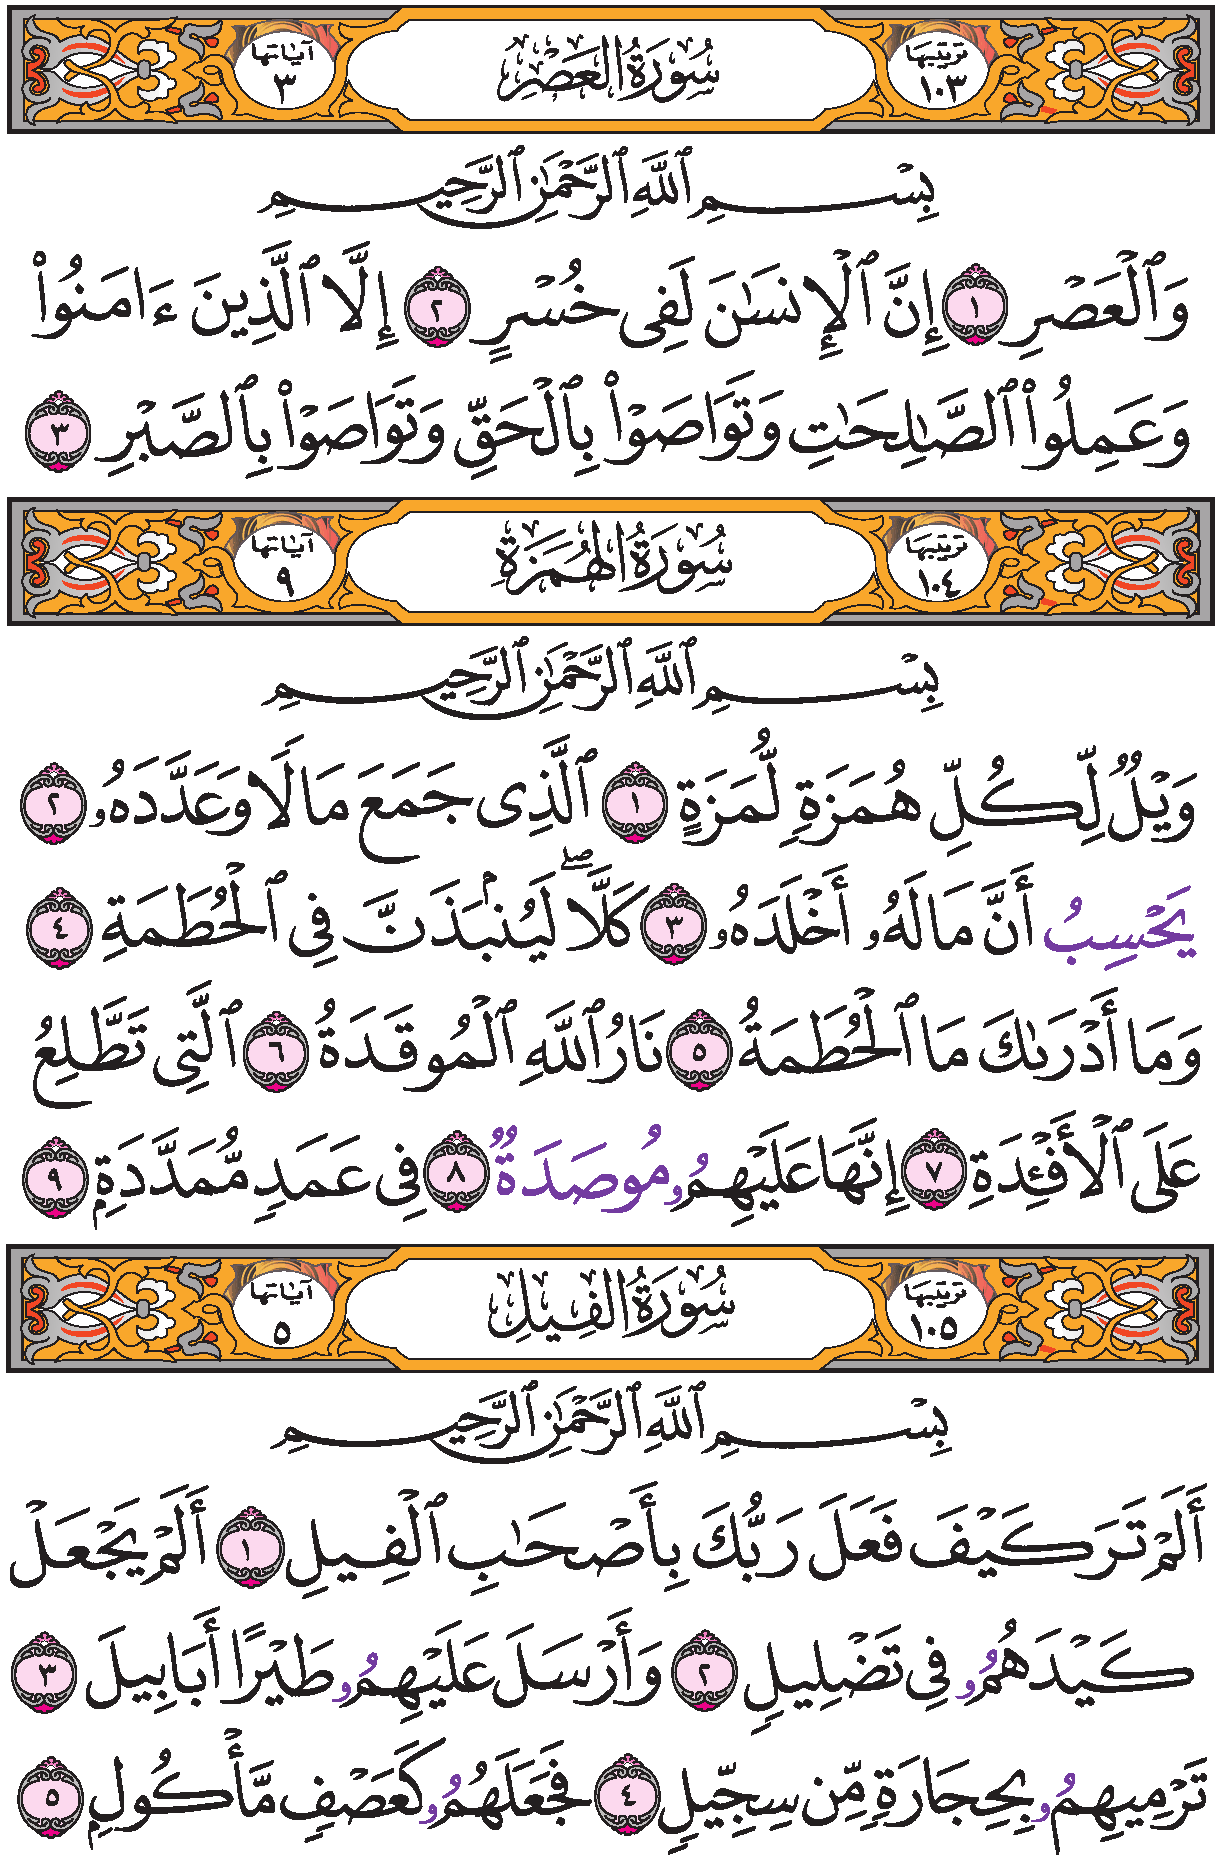 ترتيبها ١٠٣ سُورَةُ العَصْرِ آياتها ٣
بِسْمِ ٱللَّهِ ٱلرَّحْمَٰنِ ٱلرَّحِيمِ
وَٱلْعَصْرِ ١ إِنَّ ٱلْإِنسَٰنَ لَفِى خُسْرٍ ٢ إِلَّا ٱلَّذِينَ ءَامَنُوا۟
وَعَمِلُوا۟ ٱلصَّٰلِحَٰتِ وَتَوَاصَوْا۟ بِٱلْحَقِّ وَتَوَاصَوْا۟ بِٱلصَّبْرِ ٣
ترتيبها ١٠٤ سُورَةُ الهُمَزَةِ آياتها ٩
بِسْمِ ٱللَّهِ ٱلرَّحْمَٰنِ ٱلرَّحِيمِ
وَيْلٌ لِّكُلِّ هُمَزَةٍ لُّمَزَةٍ ١ ٱلَّذِى جَمَعَ مَالًا وَعَدَّدَهُۥ ٢
يَحْسِبُ أَنَّ مَالَهُۥ أَخْلَدَهُۥ ٣ كَلَّاۖ لَيُنۢبَذَنَّ فِى ٱلْحُطَمَةِ ٤
وَمَا أَدْرَىٰكَ مَا ٱلْحُطَمَةُ ٥ نَارُ ٱللَّهِ ٱلْمُوقَدَةُ ٦ ٱلَّتِى تَطَّلِعُ
عَلَى ٱلْأَفْـِٔدَةِ ٧ إِنَّهَا عَلَيْهِمُۥ مُوصَدَةٌ ٨ فِى عَمَدٍ مُّمَدَّدَةٍۭ ٩
ترتيبها ١٠٥ سُورَةُ الفِيلِ آياتها ٥
بِسْمِ ٱللَّهِ ٱلرَّحْمَٰنِ ٱلرَّحِيمِ
أَلَمْ تَرَ كَيْفَ فَعَلَ رَبُّكَ بِأَصْحَٰبِ ٱلْفِيلِ ١ أَلَمْ يَجْعَلْ
كَيْدَهُمُۥ فِى تَضْلِيلٍ ٢ وَأَرْسَلَ عَلَيْهِمُۥ طَيْرًا أَبَابِيلَ ٣
تَرْمِيهِمُۥ بِحِجَارَةٍ مِّن سِجِّيلٍ ٤ فَجَعَلَهُمُۥ كَعَصْفٍ مَّأْكُولٍۭ ٥